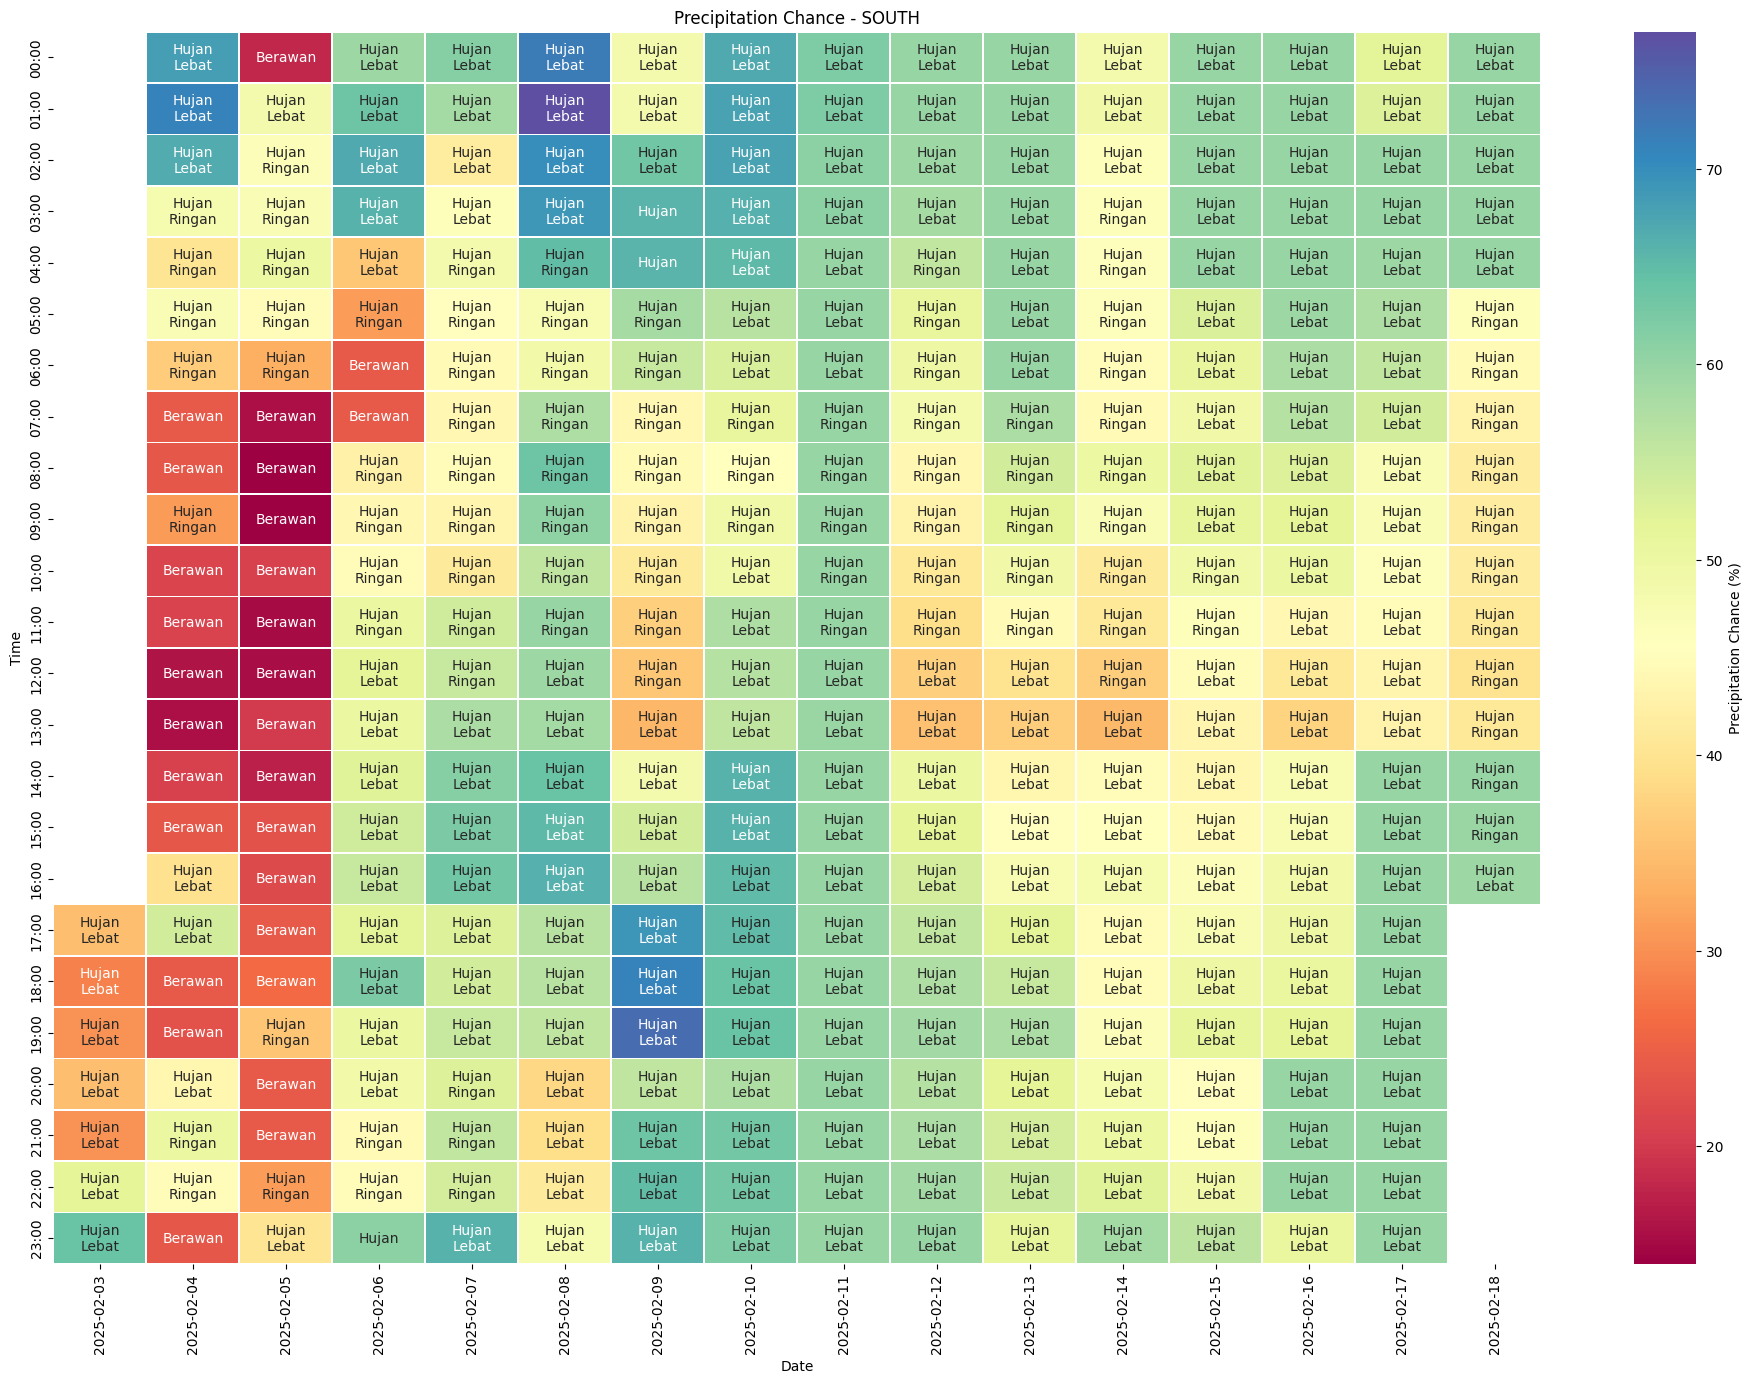 Precipitation Chance - SOUTH
00:00 Hujan Lebat Berawan Hujan Lebat Hujan Lebat Hujan Lebat Hujan Lebat Hujan Lebat Hujan Lebat Hujan Lebat Hujan Lebat Hujan Lebat Hujan Lebat Hujan Lebat Hujan Lebat Hujan Lebat
01:00 Hujan Lebat Hujan Lebat Hujan Lebat Hujan Lebat Hujan Lebat Hujan Lebat Hujan Lebat Hujan Lebat Hujan Lebat Hujan Lebat Hujan Lebat Hujan Lebat Hujan Lebat Hujan Lebat Hujan Lebat
02:00 Hujan Lebat Hujan Ringan Hujan Lebat Hujan Lebat Hujan Lebat Hujan Lebat Hujan Lebat Hujan Lebat Hujan Lebat Hujan Lebat Hujan Lebat Hujan Lebat Hujan Lebat Hujan Lebat Hujan Lebat
03:00 Hujan Ringan Hujan Ringan Hujan Lebat Hujan Lebat Hujan Lebat Hujan Hujan Lebat Hujan Lebat Hujan Lebat Hujan Lebat Hujan Ringan Hujan Lebat Hujan Lebat Hujan Lebat Hujan Lebat
04:00 Hujan Ringan Hujan Ringan Hujan Lebat Hujan Ringan Hujan Ringan Hujan Hujan Lebat Hujan Lebat Hujan Ringan Hujan Lebat Hujan Ringan Hujan Lebat Hujan Lebat Hujan Lebat Hujan Lebat
05:00 Hujan Ringan Hujan Ringan Hujan Ringan Hujan Ringan Hujan Ringan Hujan Ringan Hujan Lebat Hujan Lebat Hujan Ringan Hujan Lebat Hujan Ringan Hujan Lebat Hujan Lebat Hujan Lebat Hujan Ringan
06:00 Hujan Ringan Hujan Ringan Berawan Hujan Ringan Hujan Ringan Hujan Ringan Hujan Lebat Hujan Lebat Hujan Ringan Hujan Lebat Hujan Ringan Hujan Lebat Hujan Lebat Hujan Lebat Hujan Ringan
07:00 Berawan Berawan Berawan Hujan Ringan Hujan Ringan Hujan Ringan Hujan Ringan Hujan Ringan Hujan Ringan Hujan Ringan Hujan Ringan Hujan Lebat Hujan Lebat Hujan Lebat Hujan Ringan
08:00 Berawan Berawan Hujan Ringan Hujan Ringan Hujan Ringan Hujan Ringan Hujan Ringan Hujan Ringan Hujan Ringan Hujan Ringan Hujan Ringan Hujan Lebat Hujan Lebat Hujan Lebat Hujan Ringan
09:00 Hujan Ringan Berawan Hujan Ringan Hujan Ringan Hujan Ringan Hujan Ringan Hujan Ringan Hujan Ringan Hujan Ringan Hujan Ringan Hujan Ringan Hujan Lebat Hujan Lebat Hujan Lebat Hujan Ringan
10:00 Berawan Berawan Hujan Ringan Hujan Ringan Hujan Ringan Hujan Ringan Hujan Lebat Hujan Ringan Hujan Ringan Hujan Ringan Hujan Ringan Hujan Ringan Hujan Lebat Hujan Lebat Hujan Ringan
11:00 Berawan Berawan Hujan Ringan Hujan Ringan Hujan Ringan Hujan Ringan Hujan Lebat Hujan Ringan Hujan Ringan Hujan Ringan Hujan Ringan Hujan Ringan Hujan Lebat Hujan Lebat Hujan Ringan
12:00 Berawan Berawan Hujan Lebat Hujan Ringan Hujan Lebat Hujan Ringan Hujan Lebat Hujan Lebat Hujan Lebat Hujan Lebat Hujan Ringan Hujan Lebat Hujan Lebat Hujan Lebat Hujan Ringan
13:00 Berawan Berawan Hujan Lebat Hujan Lebat Hujan Lebat Hujan Lebat Hujan Lebat Hujan Lebat Hujan Lebat Hujan Lebat Hujan Lebat Hujan Lebat Hujan Lebat Hujan Lebat Hujan Ringan
14:00 Berawan Berawan Hujan Lebat Hujan Lebat Hujan Lebat Hujan Lebat Hujan Lebat Hujan Lebat Hujan Lebat Hujan Lebat Hujan Lebat Hujan Lebat Hujan Lebat Hujan Lebat Hujan Ringan
15:00 Berawan Berawan Hujan Lebat Hujan Lebat Hujan Lebat Hujan Lebat Hujan Lebat Hujan Lebat Hujan Lebat Hujan Lebat Hujan Lebat Hujan Lebat Hujan Lebat Hujan Lebat Hujan Ringan
16:00 Hujan Lebat Berawan Hujan Lebat Hujan Lebat Hujan Lebat Hujan Lebat Hujan Lebat Hujan Lebat Hujan Lebat Hujan Lebat Hujan Lebat Hujan Lebat Hujan Lebat Hujan Lebat Hujan Lebat
17:00 Hujan Lebat Hujan Lebat Berawan Hujan Lebat Hujan Lebat Hujan Lebat Hujan Lebat Hujan Lebat Hujan Lebat Hujan Lebat Hujan Lebat Hujan Lebat Hujan Lebat Hujan Lebat Hujan Lebat
18:00 Hujan Lebat Berawan Berawan Hujan Lebat Hujan Lebat Hujan Lebat Hujan Lebat Hujan Lebat Hujan Lebat Hujan Lebat Hujan Lebat Hujan Lebat Hujan Lebat Hujan Lebat Hujan Lebat
19:00 Hujan Lebat Berawan Hujan Ringan Hujan Lebat Hujan Lebat Hujan Lebat Hujan Lebat Hujan Lebat Hujan Lebat Hujan Lebat Hujan Lebat Hujan Lebat Hujan Lebat Hujan Lebat Hujan Lebat
20:00 Hujan Lebat Hujan Lebat Berawan Hujan Lebat Hujan Ringan Hujan Lebat Hujan Lebat Hujan Lebat Hujan Lebat Hujan Lebat Hujan Lebat Hujan Lebat Hujan Lebat Hujan Lebat Hujan Lebat
21:00 Hujan Lebat Hujan Ringan Berawan Hujan Ringan Hujan Ringan Hujan Lebat Hujan Lebat Hujan Lebat Hujan Lebat Hujan Lebat Hujan Lebat Hujan Lebat Hujan Lebat Hujan Lebat Hujan Lebat
22:00 Hujan Lebat Hujan Ringan Hujan Ringan Hujan Ringan Hujan Ringan Hujan Lebat Hujan Lebat Hujan Lebat Hujan Lebat Hujan Lebat Hujan Lebat Hujan Lebat Hujan Lebat Hujan Lebat Hujan Lebat
23:00 Hujan Lebat Berawan Hujan Lebat Hujan Hujan Lebat Hujan Lebat Hujan Lebat Hujan Lebat Hujan Lebat Hujan Lebat Hujan Lebat Hujan Lebat Hujan Lebat Hujan Lebat Hujan Lebat
Time
2025-02-03 2025-02-04 2025-02-05 2025-02-06 2025-02-07 2025-02-08 2025-02-09 2025-02-10 2025-02-11 2025-02-12 2025-02-13 2025-02-14 2025-02-15 2025-02-16 2025-02-17 2025-02-18
Date
70
60
50
40
30
20
Precipitation Chance (%)